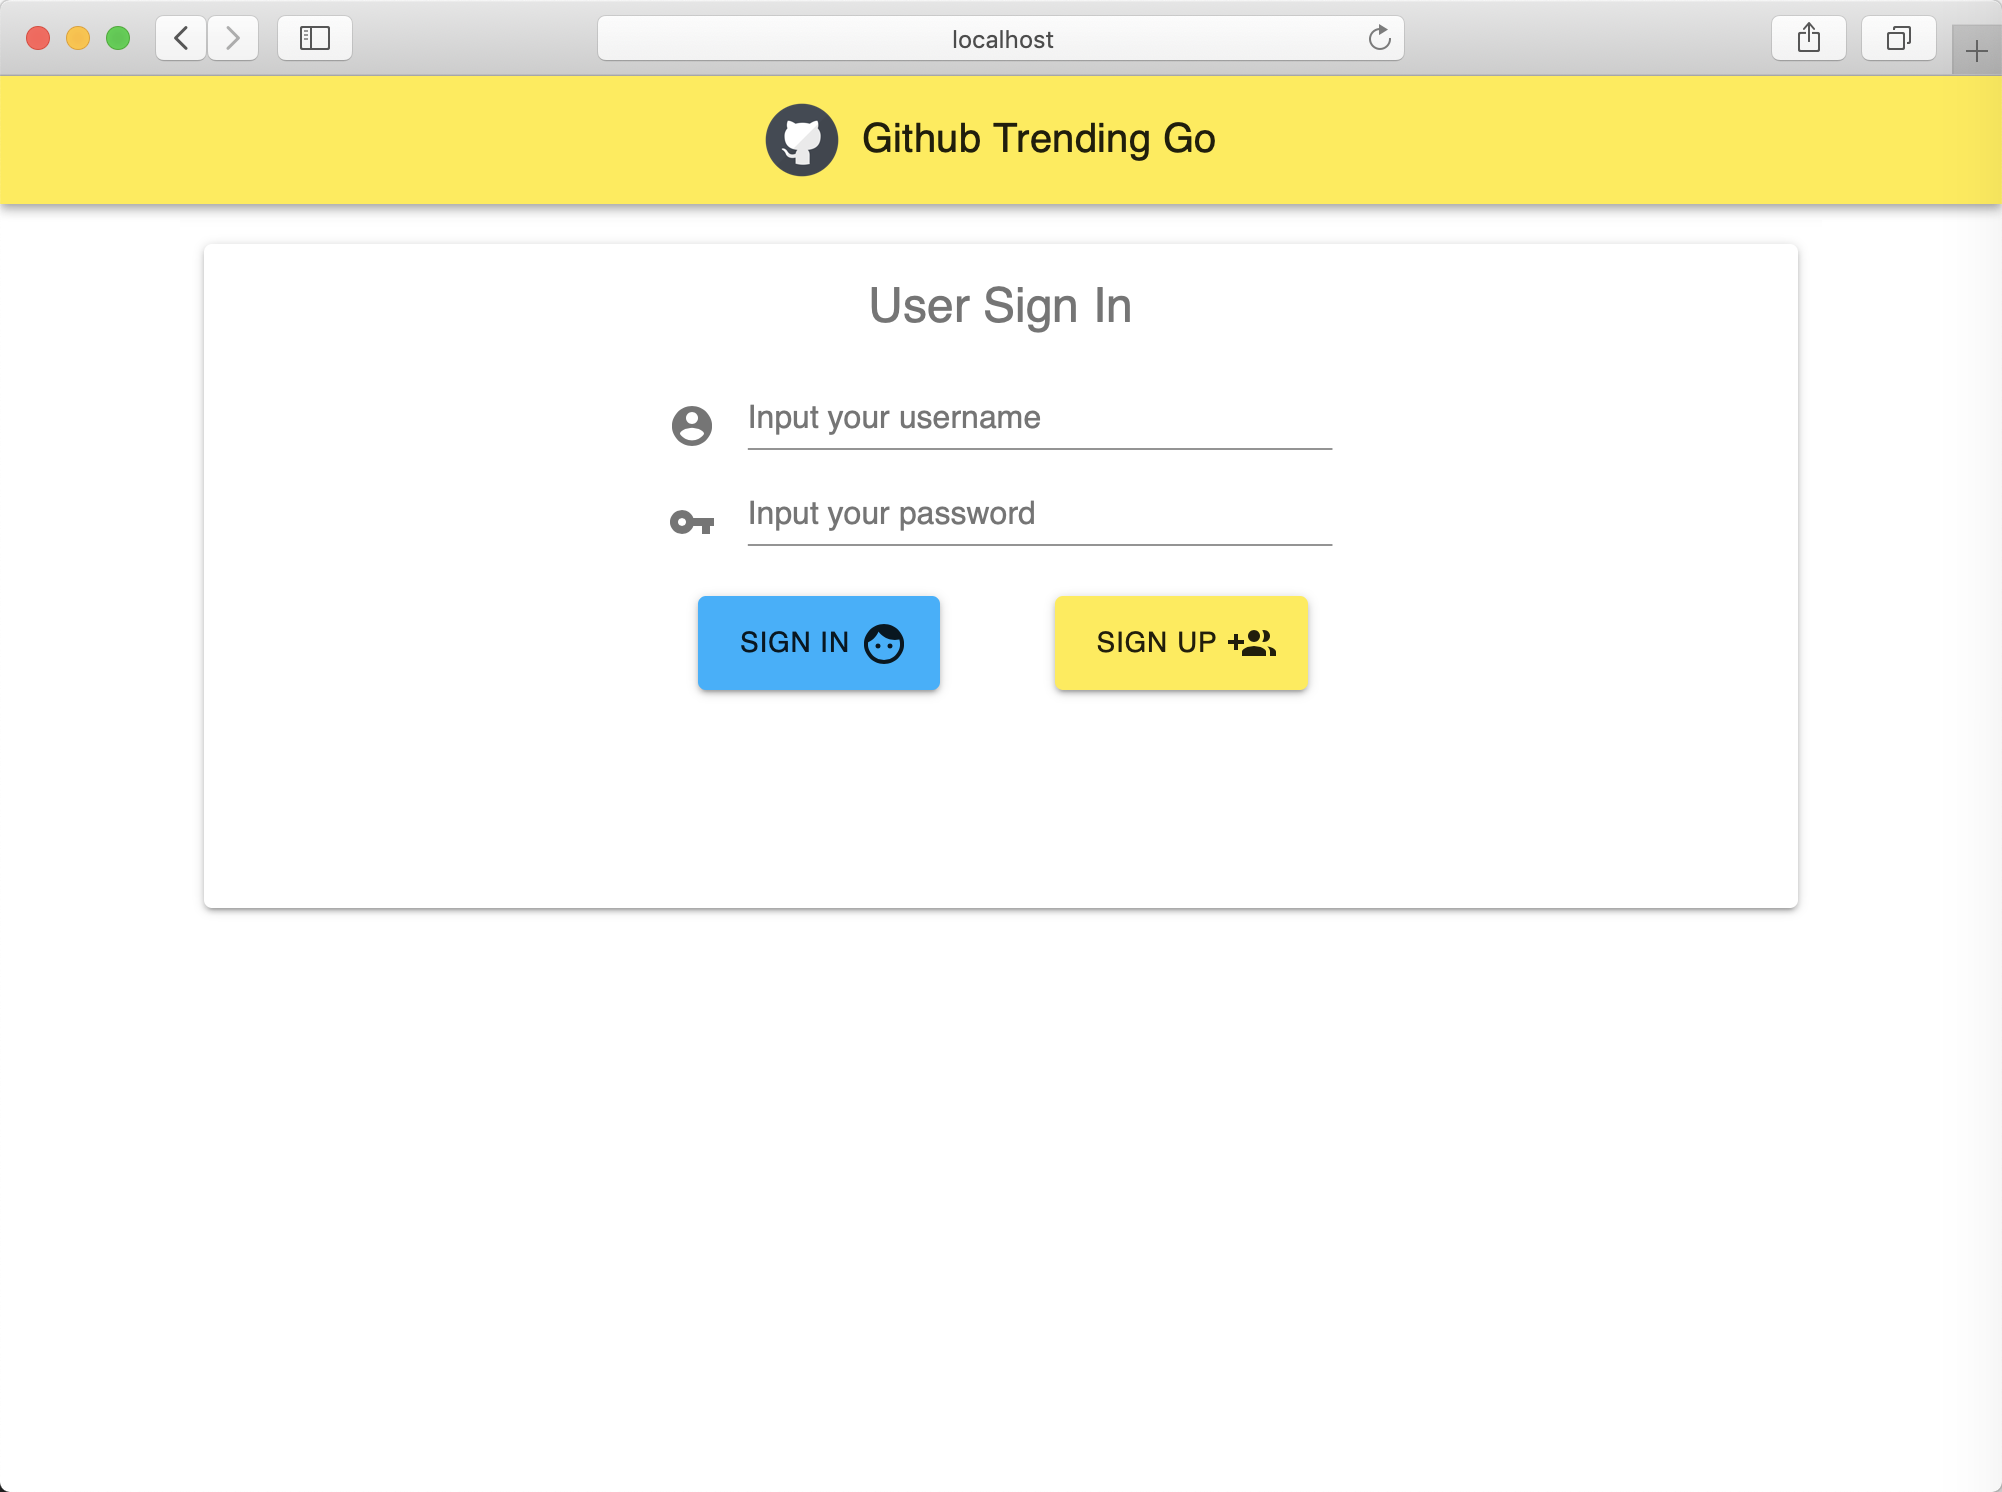 localhost
Github Trending Go
User Sign In
Input your username
Input your password
SIGN IN
SIGN UP